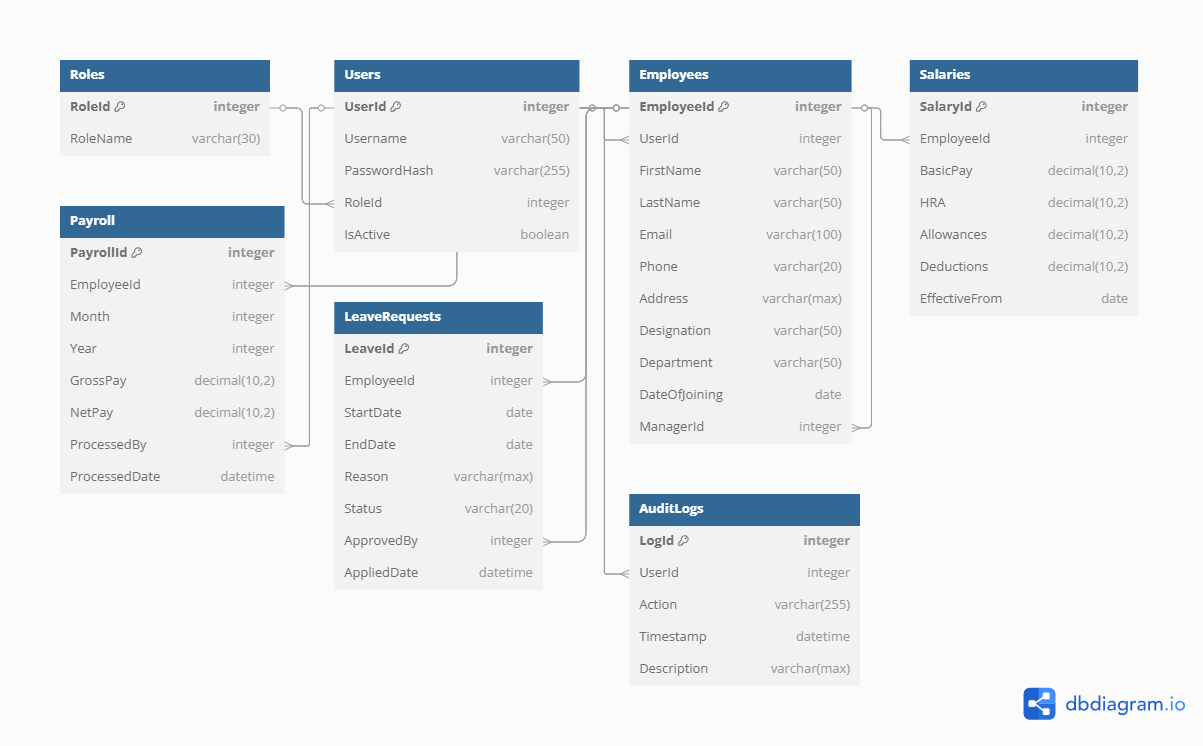 Roles
RoleId integer
RoleName varchar(30)
Users
UserId integer
Username varchar(50)
PasswordHash varchar(255)
RoleId integer
IsActive boolean
Employees
EmployeeId integer
UserId integer
FirstName varchar(50)
LastName varchar(50)
Email varchar(100)
Phone varchar(20)
Address varchar(max)
Designation varchar(50)
Department varchar(50)
DateOfJoining date
ManagerId integer
Salaries
SalaryId integer
EmployeeId integer
BasicPay decimal(10,2)
HRA decimal(10,2)
Allowances decimal(10,2)
Deductions decimal(10,2)
EffectiveFrom date
Payroll
PayrollId integer
EmployeeId integer
Month integer
Year integer
GrossPay decimal(10,2)
NetPay decimal(10,2)
ProcessedBy integer
ProcessedDate datetime
LeaveRequests
LeaveId integer
EmployeeId integer
StartDate date
EndDate date
Reason varchar(max)
Status varchar(20)
ApprovedBy integer
AppliedDate datetime
AuditLogs
LogId integer
UserId integer
Action varchar(255)
Timestamp datetime
Description varchar(max)
dbdiagram.io